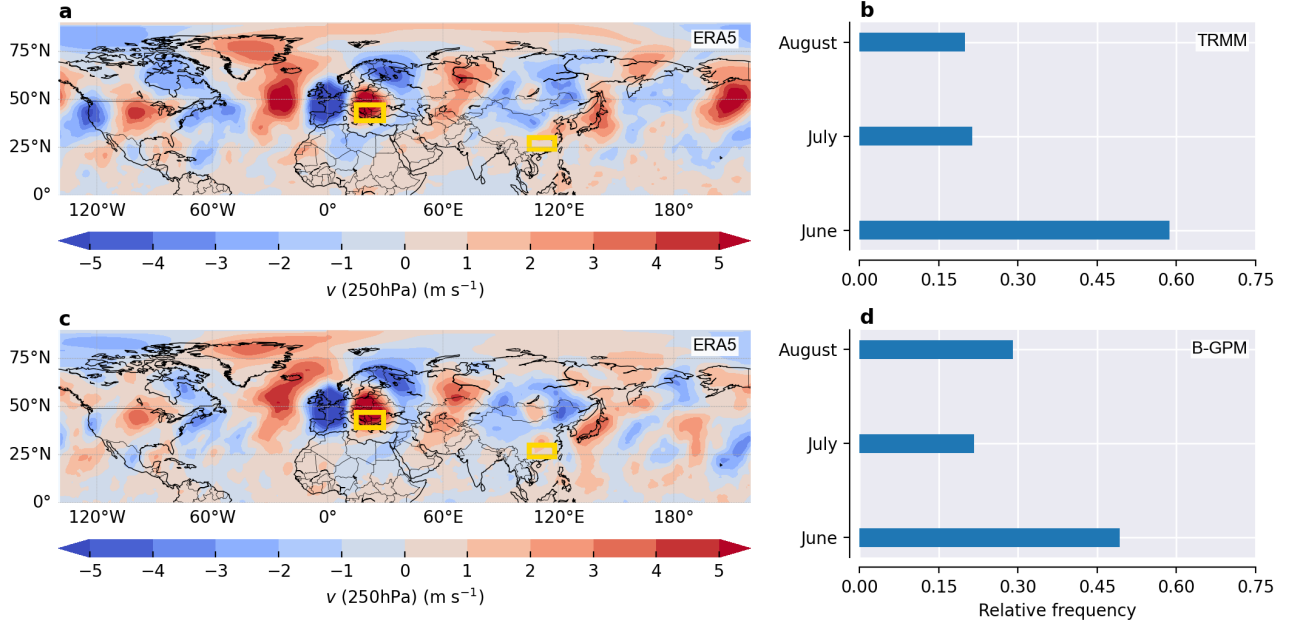 a
ERA5
75°N
50°N
25°N
0°
120°W 60°W 0° 60°E 120°E 180°
−5 −4 −3 −2 −1 0 1 2 3 4 5
v (250hPa) (m s⁻¹)
b
TRMM
August
July
June
0.00 0.15 0.30 0.45 0.60 0.75
c
ERA5
75°N
50°N
25°N
0°
120°W 60°W 0° 60°E 120°E 180°
−5 −4 −3 −2 −1 0 1 2 3 4 5
v (250hPa) (m s⁻¹)
d
B-GPM
August
July
June
0.00 0.15 0.30 0.45 0.60 0.75
Relative frequency